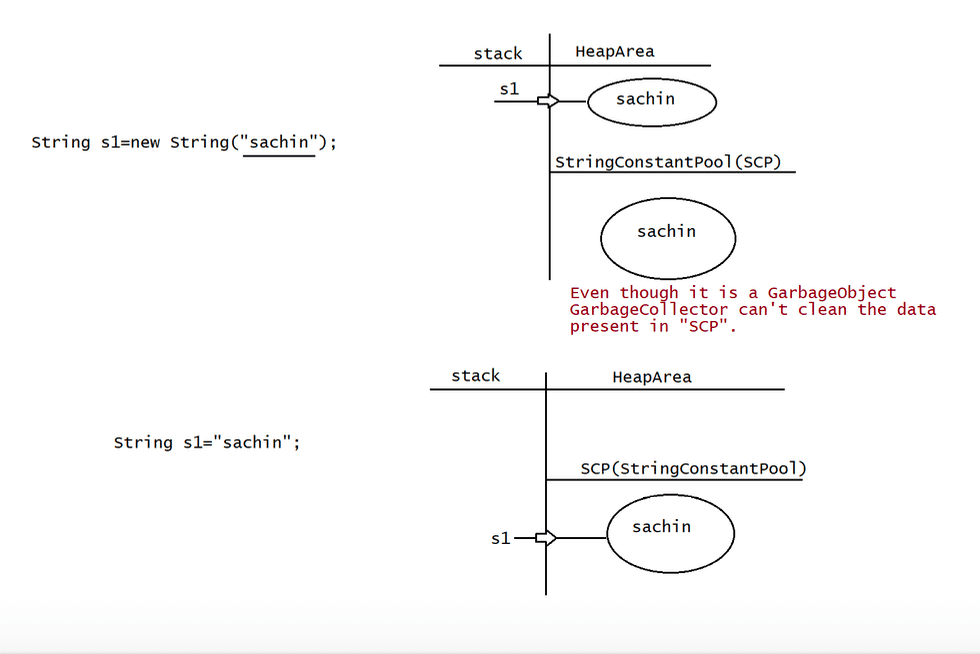 stack HeapArea
s1
sachin
String s1=new String("sachin");
StringConstantPool(SCP)
sachin
Even though it is a GarbageObject
GarbageCollector can't clean the data
present in "SCP".
stack HeapArea
String s1="sachin";
SCP(StringConstantPool)
sachin
s1